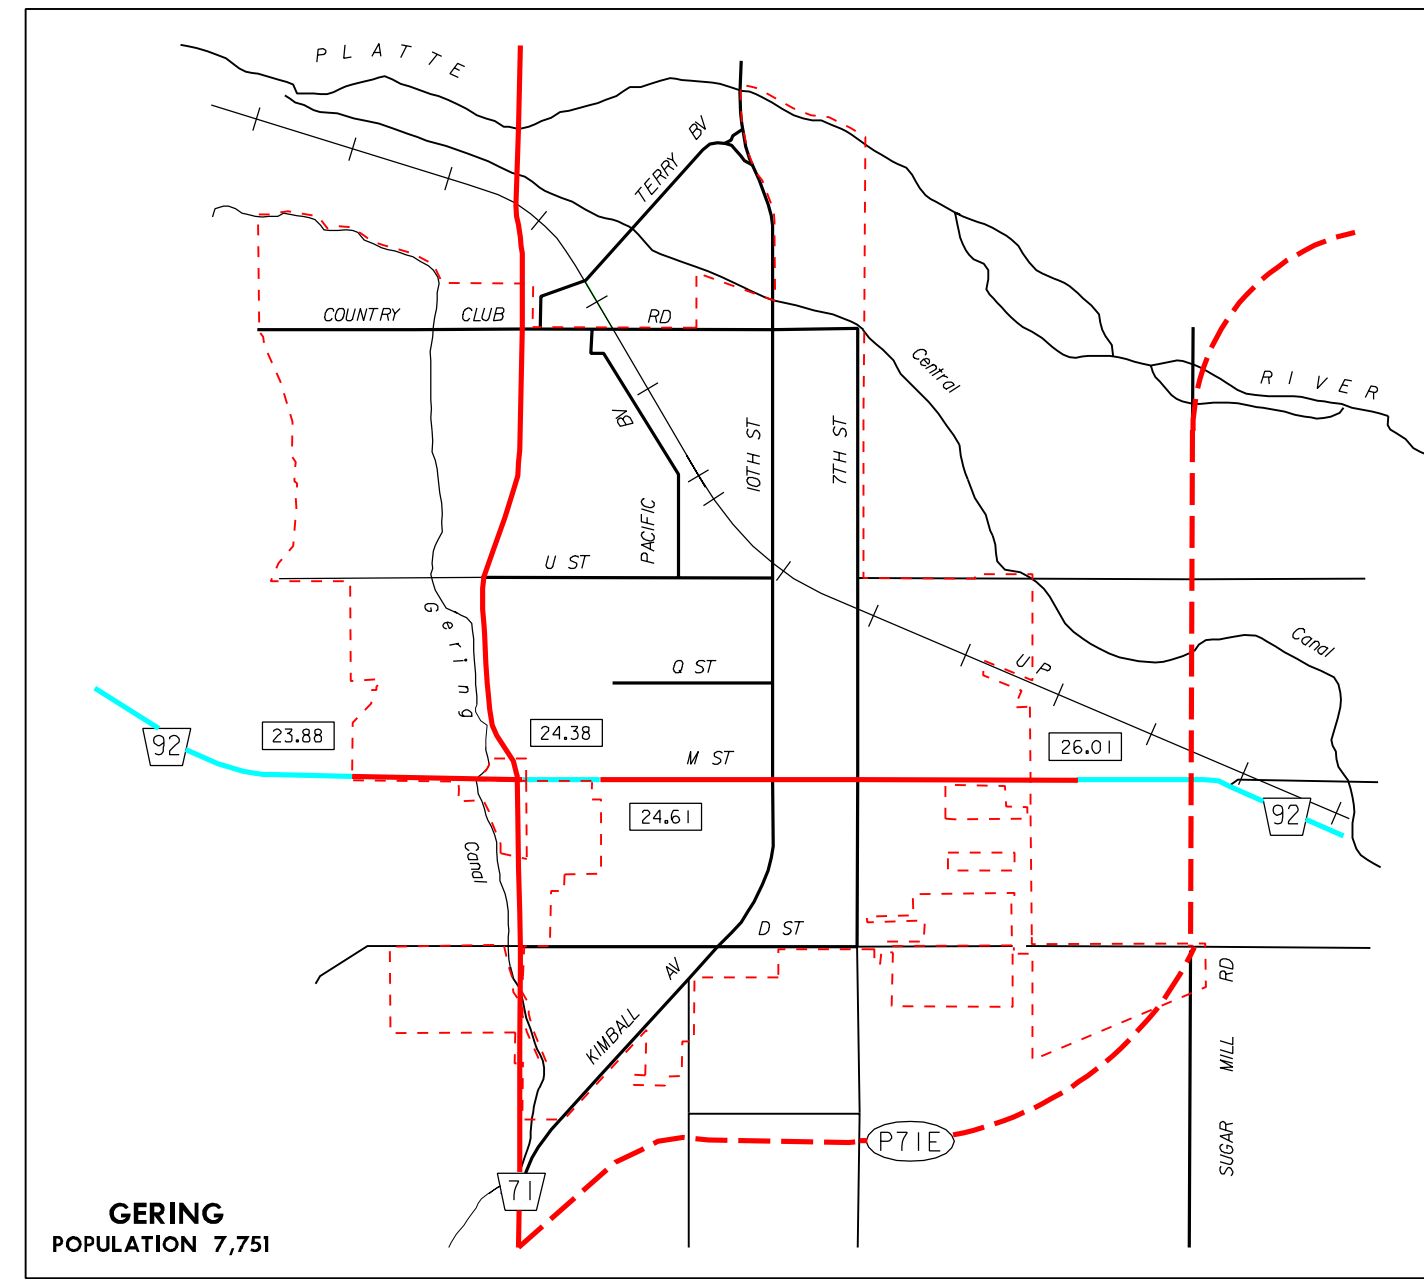 PLATTE
TERRY BV
COUNTRY CLUB RD
RIVER
Central
BV
10TH ST
7TH ST
PACIFIC
U ST
Gering
Canal
Q ST
UP
92
23.88
24.38
M ST
26.01
24.61
92
Canal
D ST
KIMBALL AV
SUGAR MILL RD
P71E
71
GERING
POPULATION 7,751